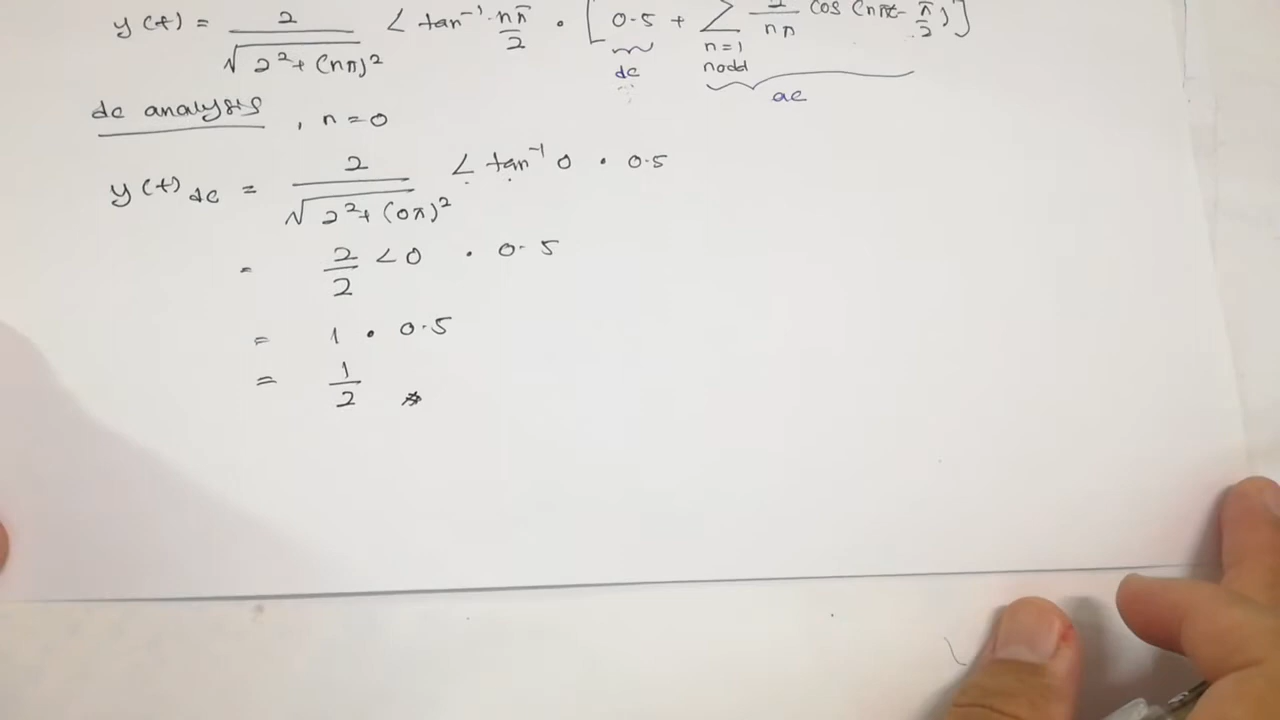 y(t) = 2/√(2²+(nπ)²) ∠ tan⁻¹ nπ/2 • [0.5 + ∑ 2/nπ cos(nπt - π/2)]
n=1
nodd
dc
ac
dc analysis , n=0
y(t)dc = 2/√(2²+(0π)²) ∠ tan⁻¹ 0 • 0.5
= 2/2 ∠0 • 0.5
= 1 • 0.5
= 1/2